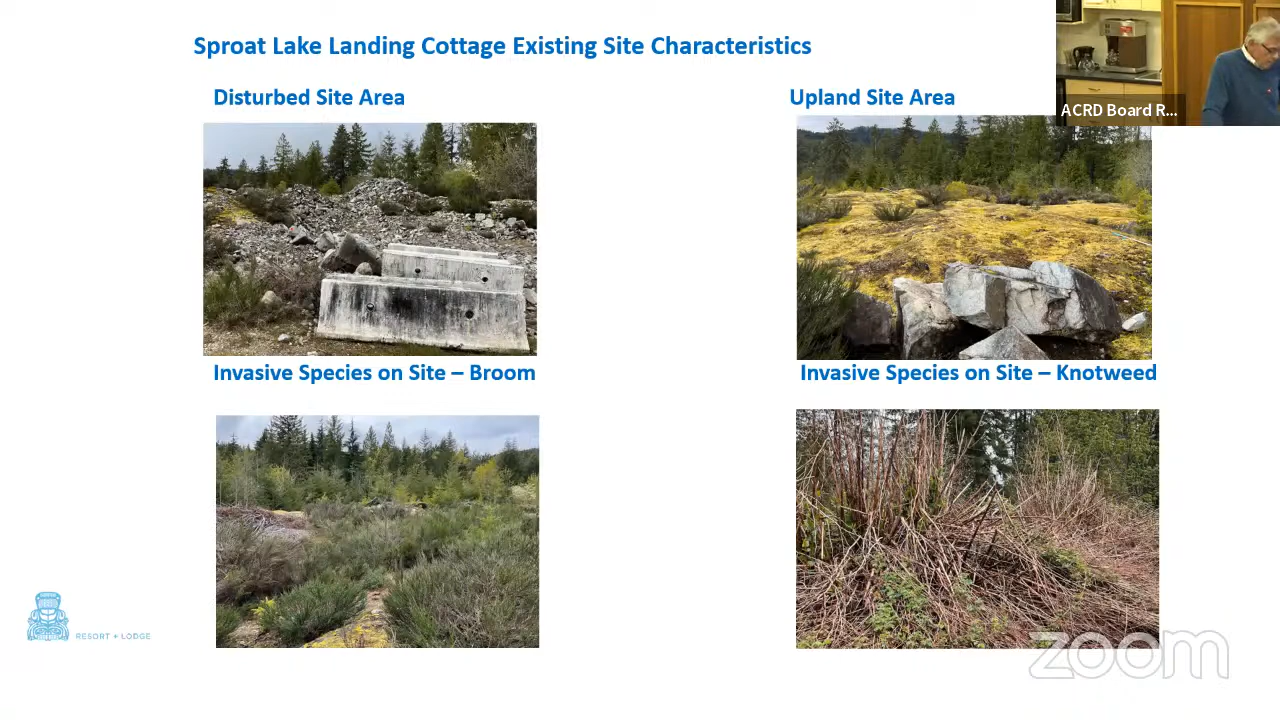 Sproat Lake Landing Cottage Existing Site Characteristics
Disturbed Site Area
Upland Site Area
ACRD Board R...
Invasive Species on Site – Broom
Invasive Species on Site – Knotweed
RESORT + LODGE
zoom